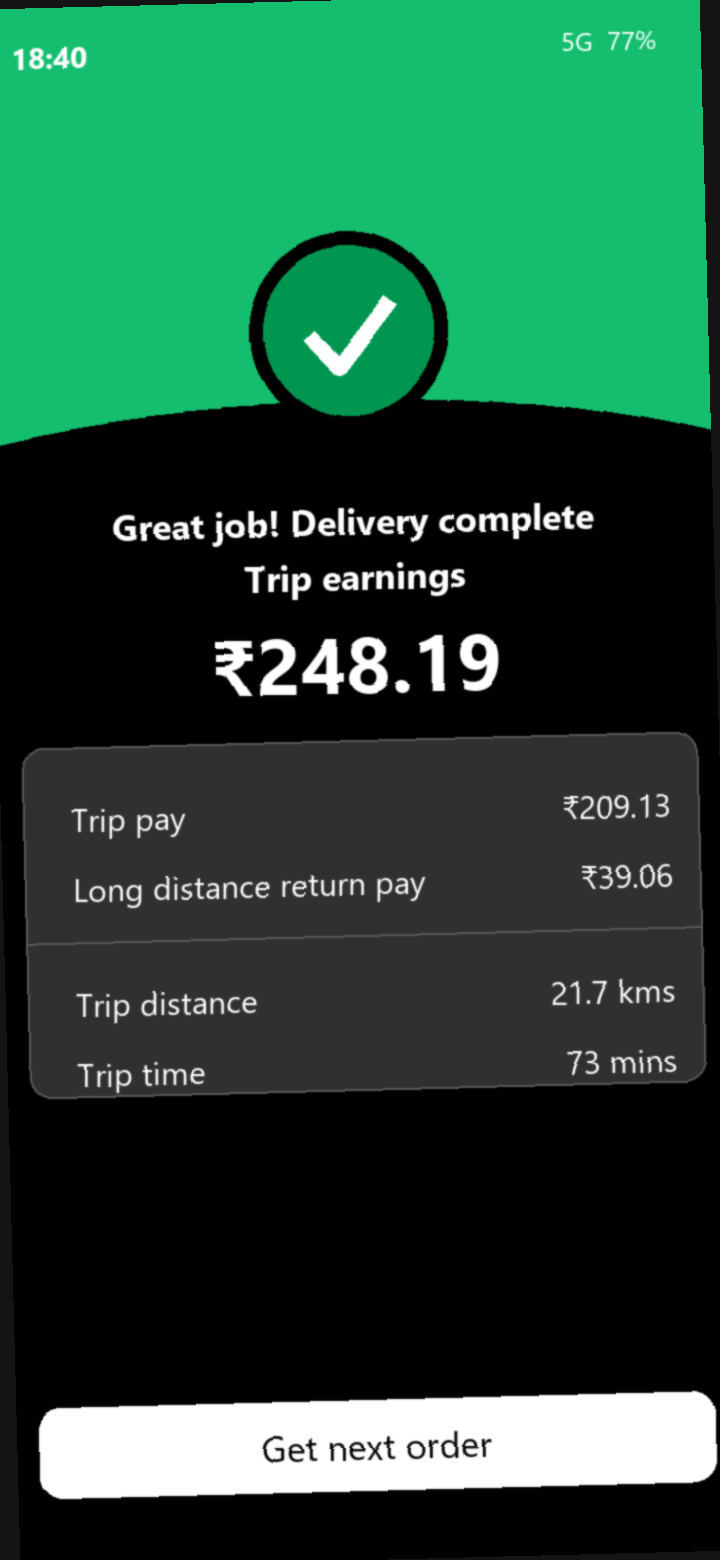 18:40 5G 77%
Great job! Delivery complete
Trip earnings
₹248.19
Trip pay ₹209.13
Long distance return pay ₹39.06
Trip distance 21.7 kms
Trip time 73 mins
Get next order